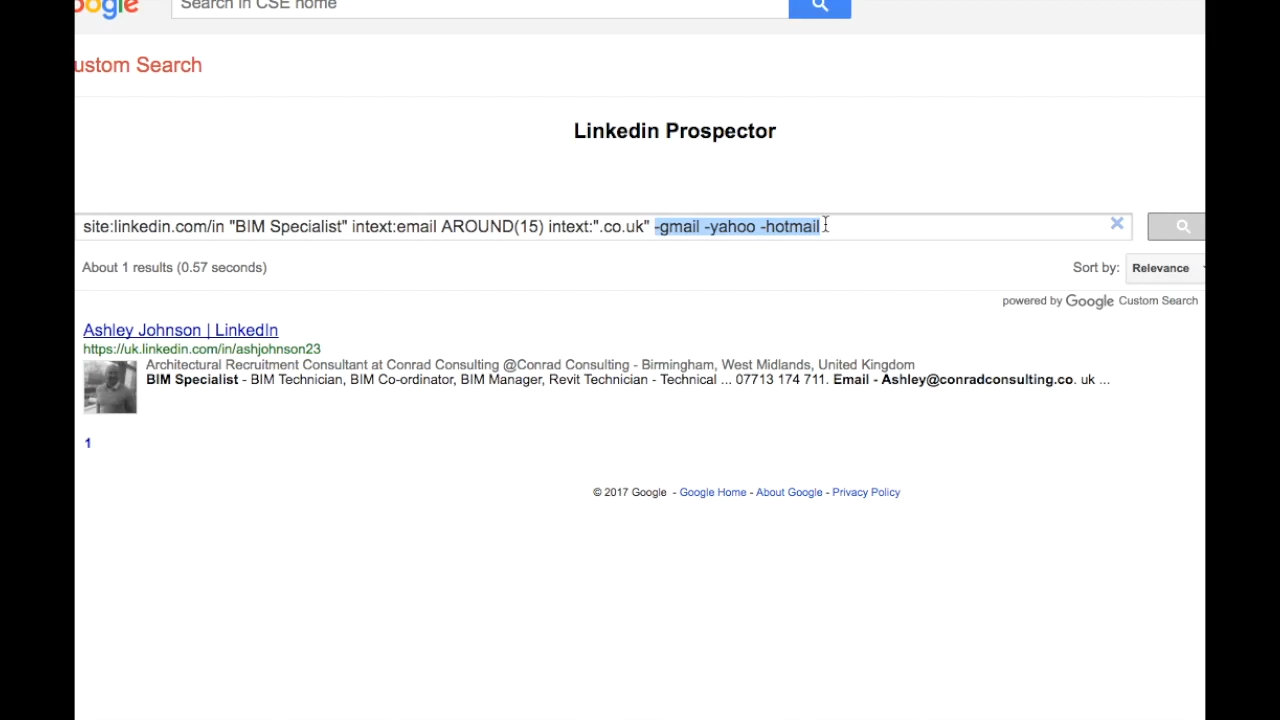 oogle Search in CSE home
ustom Search
Linkedin Prospector
site:linkedin.com/in "BIM Specialist" intext:email AROUND(15) intext:".co.uk" -gmail -yahoo -hotmail
About 1 results (0.57 seconds) Sort by: Relevance
powered by Google Custom Search
Ashley Johnson | LinkedIn
https://uk.linkedin.com/in/ashjohnson23
Architectural Recruitment Consultant at Conrad Consulting @Conrad Consulting - Birmingham, West Midlands, United Kingdom
BIM Specialist - BIM Technician, BIM Co-ordinator, BIM Manager, Revit Technician - Technical ... 07713 174 711. Email - Ashley@conradconsulting.co. uk ...
1
© 2017 Google - Google Home - About Google - Privacy Policy